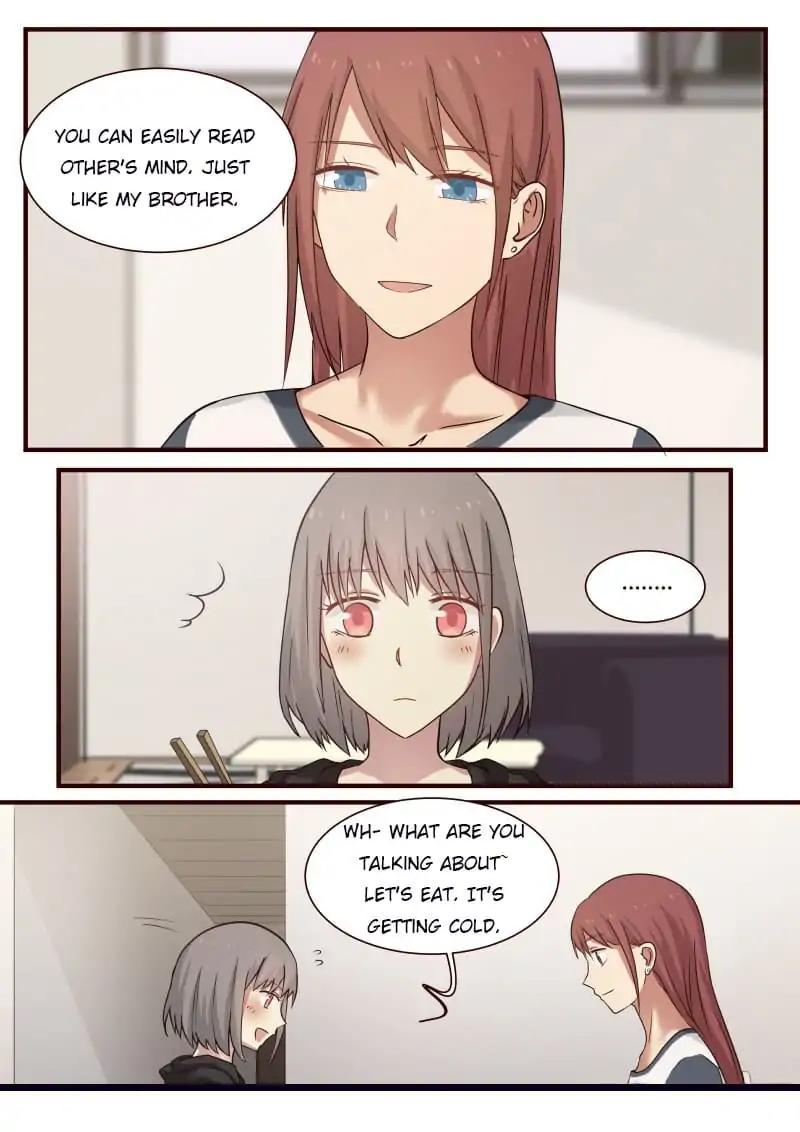 YOU CAN EASILY READ
OTHER'S MIND. JUST
LIKE MY BROTHER.
........
WH- WHAT ARE YOU
TALKING ABOUT~
LET'S EAT. IT'S
GETTING COLD.